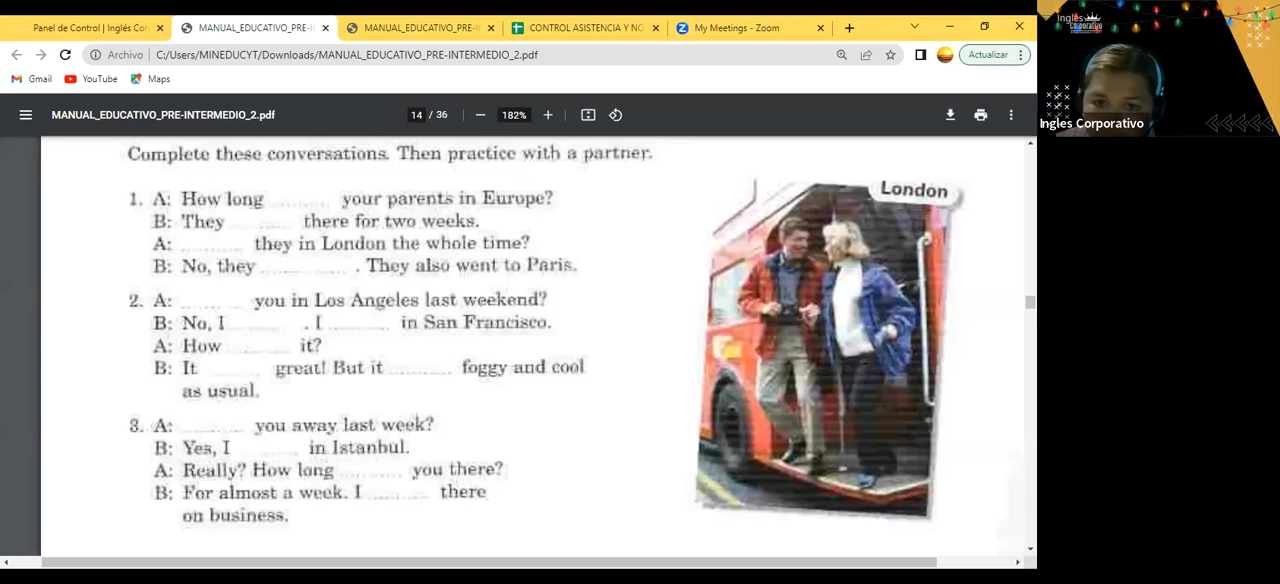 Panel de Control | Inglés Cor
MANUAL_EDUCATIVO_PRE-I
MANUAL_EDUCATIVO_PRE-I
CONTROL ASISTENCIA Y NO
My Meetings - Zoom
Archivo
C:/Users/MINEDUCYT/Downloads/MANUAL_EDUCATIVO_PRE-INTERMEDIO_2.pdf
Actualizar
Gmail YouTube Maps
MANUAL_EDUCATIVO_PRE-INTERMEDIO_2.pdf
14 / 36
182%
Complete these conversations. Then practice with a partner.
1. A: How long ........... your parents in Europe?
B: They ........... there for two weeks.
A: ........... they in London the whole time?
B: No, they ........... . They also went to Paris.
2. A: ........... you in Los Angeles last weekend?
B: No, I ........... . I ........... in San Francisco.
A: How ........... it?
B: It ........... great! But it ........... foggy and cool
as usual.
3. A: ........... you away last week?
B: Yes, I ........... in Istanbul.
A: Really? How long ........... you there?
B: For almost a week. I ........... there
on business.
London
Inglés
Corporativo
Ingles Corporativo